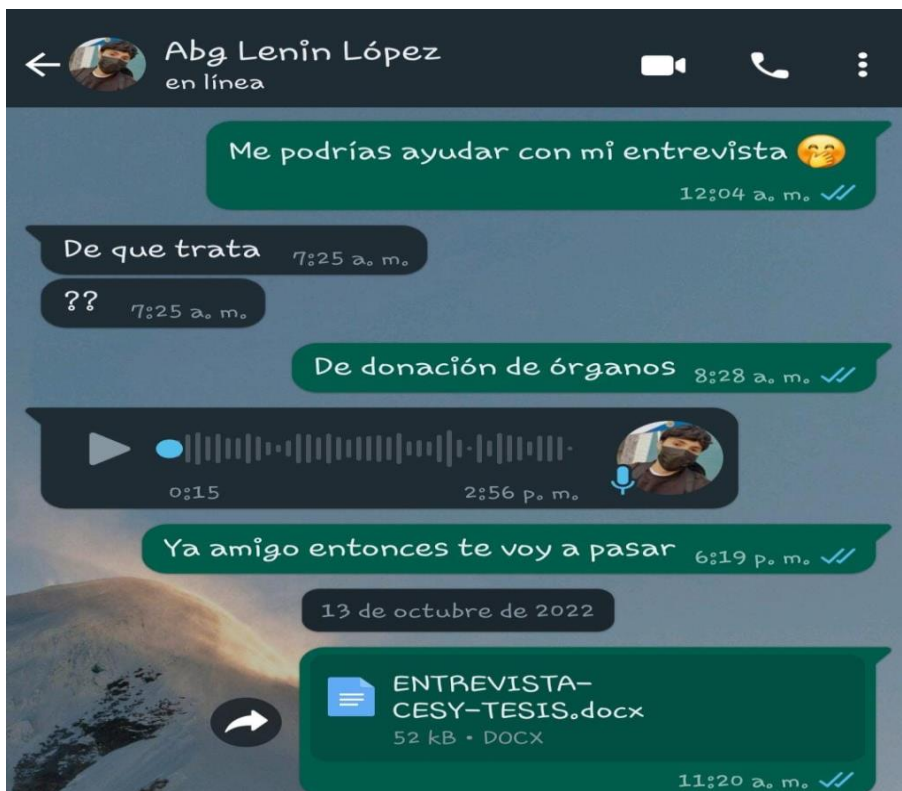 Abg Lenin López
en línea
Me podrías ayudar con mi entrevista 🤭
12:04 a. m.
De que trata 7:25 a. m.
?? 7:25 a. m.
De donación de órganos 8:28 a. m.
0:15 2:56 p. m.
Ya amigo entonces te voy a pasar 6:19 p. m.
13 de octubre de 2022
ENTREVISTA-
CESY-TESIS.docx
52 kB • DOCX
11:20 a. m.